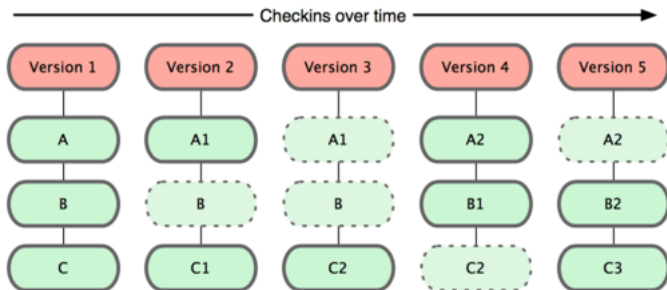 Checkins over time
Version 1 Version 2 Version 3 Version 4 Version 5
A A1 A1 A2 A2
B B B B1 B2
C C1 C2 C2 C3